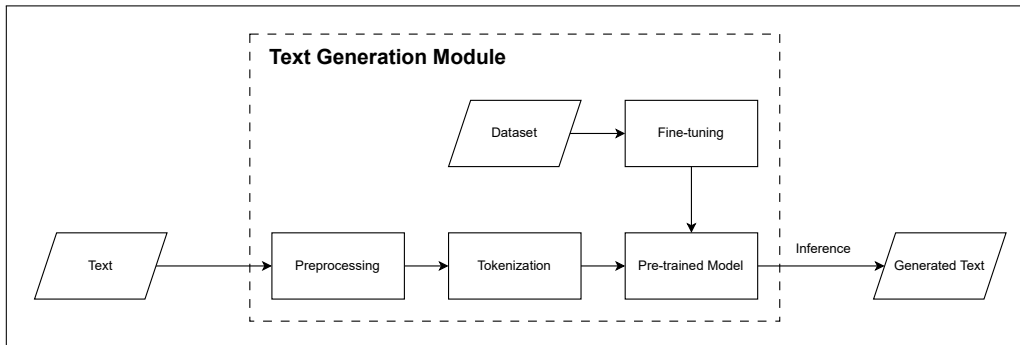 Text Generation Module
Dataset
Fine-tuning
Text
Preprocessing
Tokenization
Pre-trained Model
Inference
Generated Text